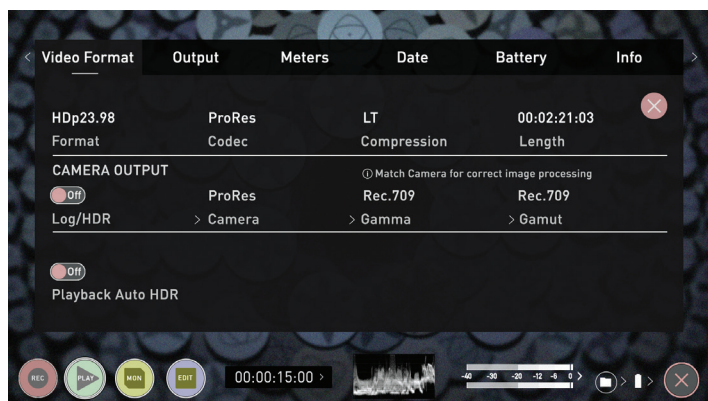 < Video Format Output Meters Date Battery Info >
HDp23.98 ProRes LT 00:02:21:03
Format Codec Compression Length
CAMERA OUTPUT ⓘ Match Camera for correct image processing
Off ProRes Rec.709 Rec.709
Log/HDR > Camera > Gamma > Gamut
Off
Playback Auto HDR
REC PLAY MON EDIT 00:00:15:00 > -40 -30 -20 -12 -6 0 > > >